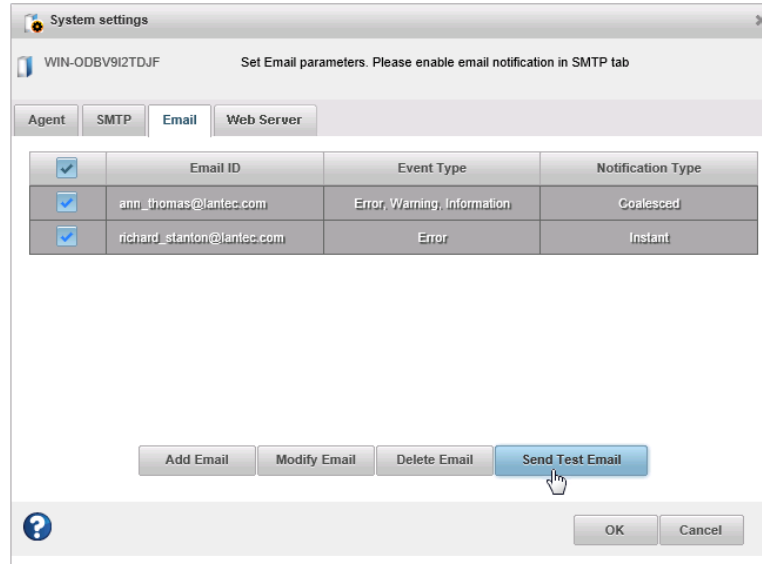 System settings
WIN-ODBV9I2TDJF Set Email parameters. Please enable email notification in SMTP tab
Agent SMTP Email Web Server
Email ID Event Type Notification Type
ann_thomas@lantec.com Error, Warning, Information Coalesced
richard_stanton@lantec.com Error Instant
Add Email Modify Email Delete Email Send Test Email
? OK Cancel